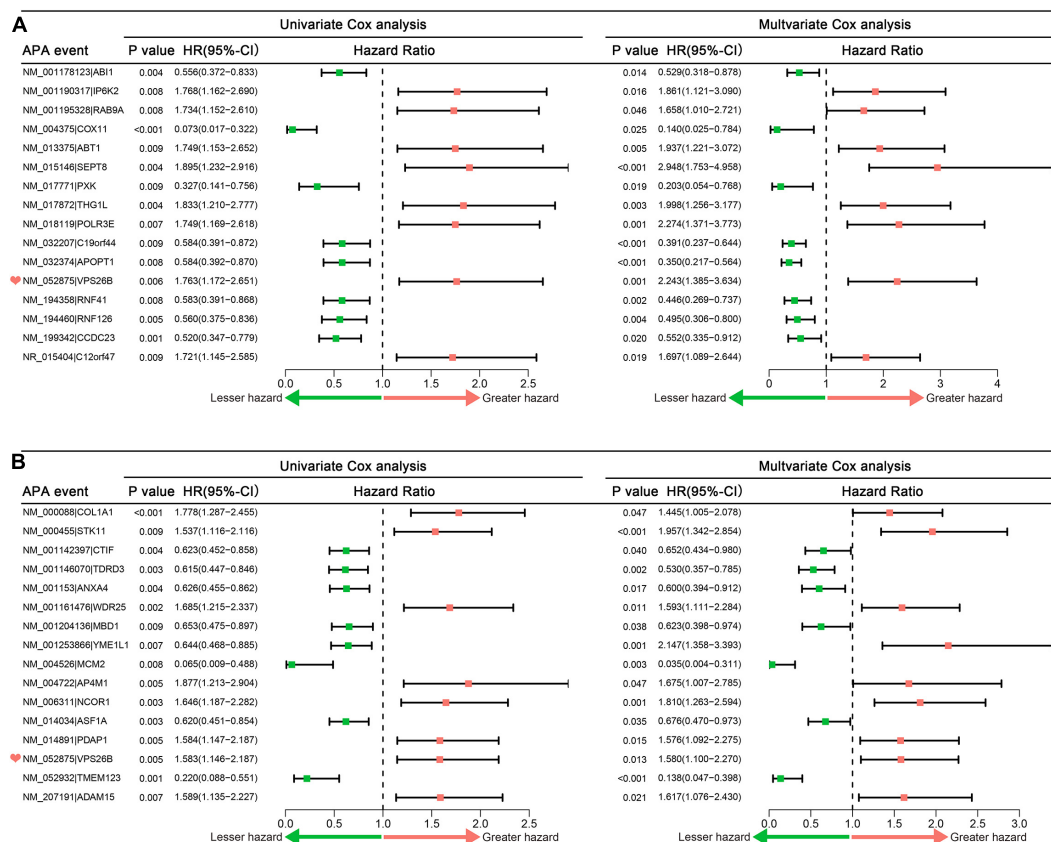 A
Univariate Cox analysis Multvariate Cox analysis
APA event P value HR(95%-CI) Hazard Ratio P value HR(95%-CI) Hazard Ratio
NM_001178123|ABI1 0.004 0.556(0.372−0.833) 0.014 0.529(0.318−0.878)
NM_001190317|IP6K2 0.008 1.768(1.162−2.690) 0.016 1.861(1.121−3.090)
NM_001195328|RAB9A 0.008 1.734(1.152−2.610) 0.046 1.658(1.010−2.721)
NM_004375|COX11 <0.001 0.073(0.017−0.322) 0.025 0.140(0.025−0.784)
NM_013375|ABT1 0.009 1.749(1.153−2.652) 0.005 1.937(1.221−3.072)
NM_015146|SEPT8 0.004 1.895(1.232−2.916) <0.001 2.948(1.753−4.958)
NM_017771|PXK 0.009 0.327(0.141−0.756) 0.019 0.203(0.054−0.768)
NM_017872|THG1L 0.004 1.833(1.210−2.777) 0.003 1.998(1.256−3.177)
NM_018119|POLR3E 0.007 1.749(1.169−2.618) 0.001 2.274(1.371−3.773)
NM_032207|C19orf44 0.009 0.584(0.391−0.872) <0.001 0.391(0.237−0.644)
NM_032374|APOPT1 0.008 0.584(0.392−0.870) <0.001 0.350(0.217−0.564)
NM_052875|VPS26B 0.006 1.763(1.172−2.651) 0.001 2.243(1.385−3.634)
NM_194358|RNF41 0.008 0.583(0.391−0.868) 0.002 0.446(0.269−0.737)
NM_194460|RNF126 0.005 0.560(0.375−0.836) 0.004 0.495(0.306−0.800)
NM_199342|CCDC23 0.001 0.520(0.347−0.779) 0.020 0.552(0.335−0.912)
NR_015404|C12orf47 0.009 1.721(1.145−2.585) 0.019 1.697(1.089−2.644)
0.0 0.5 1.0 1.5 2.0 2.5 0 1 2 3 4
Lesser hazard Greater hazard Lesser hazard Greater hazard
B
Univariate Cox analysis Multvariate Cox analysis
APA event P value HR(95%-CI) Hazard Ratio P value HR(95%-CI) Hazard Ratio
NM_000088|COL1A1 <0.001 1.778(1.287−2.455) 0.047 1.445(1.005−2.078)
NM_000455|STK11 0.009 1.537(1.116−2.116) <0.001 1.957(1.342−2.854)
NM_001142397|CTIF 0.004 0.623(0.452−0.858) 0.040 0.652(0.434−0.980)
NM_001146070|TDRD3 0.003 0.615(0.447−0.846) 0.002 0.530(0.357−0.785)
NM_001153|ANXA4 0.004 0.626(0.455−0.862) 0.017 0.600(0.394−0.912)
NM_001161476|WDR25 0.002 1.685(1.215−2.337) 0.011 1.593(1.111−2.284)
NM_001204136|MBD1 0.009 0.653(0.475−0.897) 0.038 0.623(0.398−0.974)
NM_001253866|YME1L1 0.007 0.644(0.468−0.885) 0.001 2.147(1.358−3.393)
NM_004526|MCM2 0.008 0.065(0.009−0.488) 0.003 0.035(0.004−0.311)
NM_004722|AP4M1 0.005 1.877(1.213−2.904) 0.047 1.675(1.007−2.785)
NM_006311|NCOR1 0.003 1.646(1.187−2.282) 0.001 1.810(1.263−2.594)
NM_014034|ASF1A 0.003 0.620(0.451−0.854) 0.035 0.676(0.470−0.973)
NM_014891|PDAP1 0.005 1.584(1.147−2.187) 0.015 1.576(1.092−2.275)
NM_052875|VPS26B 0.005 1.583(1.146−2.187) 0.013 1.580(1.100−2.270)
NM_052932|TMEM123 0.001 0.220(0.088−0.551) <0.001 0.138(0.047−0.398)
NM_207191|ADAM15 0.007 1.589(1.135−2.227) 0.021 1.617(1.076−2.430)
0.0 0.5 1.0 1.5 2.0 2.5 0.0 1.0 2.0 3.0
Lesser hazard Greater hazard Lesser hazard Greater hazard